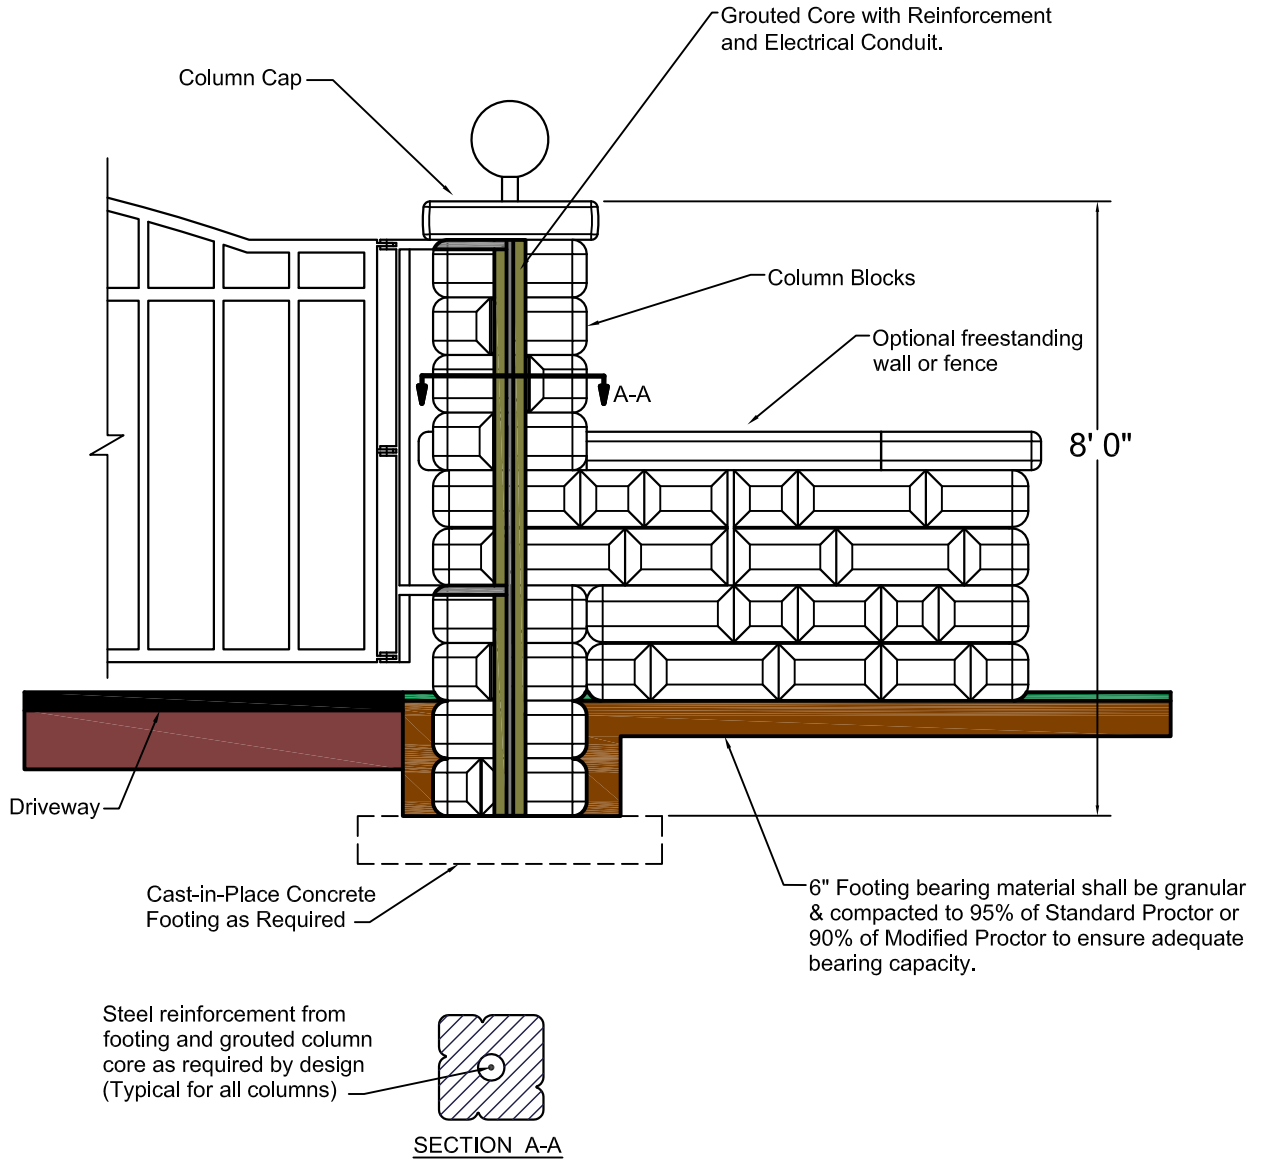 Grouted Core with Reinforcement
and Electrical Conduit.
Column Cap
Column Blocks
Optional freestanding
wall or fence
A-A
8' 0"
Driveway
Cast-in-Place Concrete
Footing as Required
6" Footing bearing material shall be granular
& compacted to 95% of Standard Proctor or
90% of Modified Proctor to ensure adequate
bearing capacity.
Steel reinforcement from
footing and grouted column
core as required by design
(Typical for all columns)
SECTION A-A